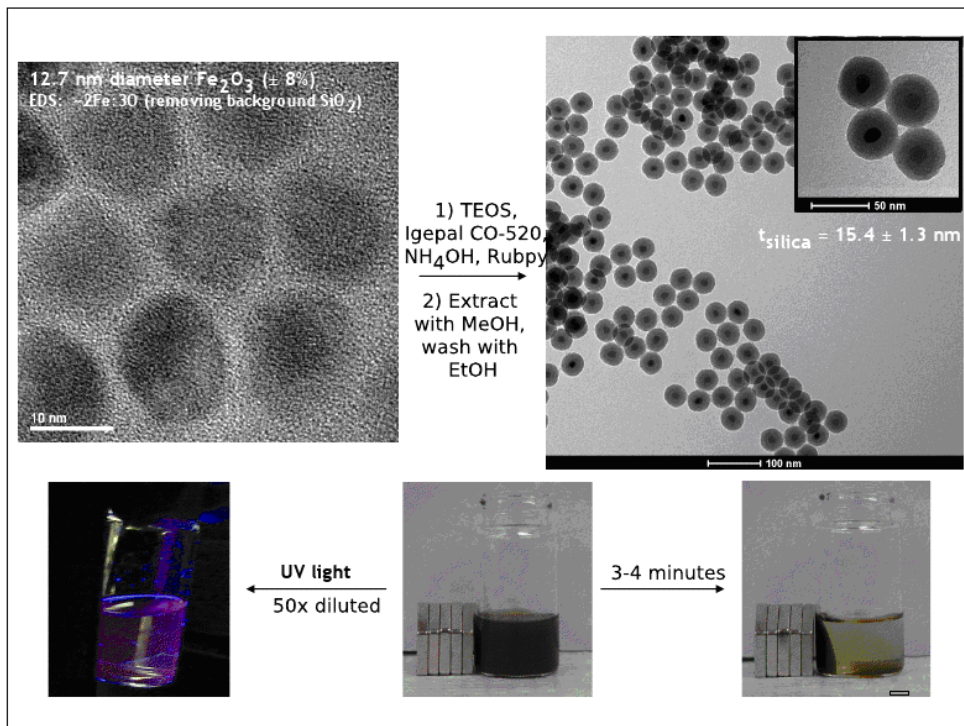 12.7 nm diameter Fe₂O₃ (± 8%)
EDS: ~2Fe:3O (removing background SiO₂)
10 nm
1) TEOS,
Igepal CO-520,
NH₄OH, Rubpy
2) Extract
with MeOH,
wash with
EtOH
50 nm
t_silica = 15.4 ± 1.3 nm
100 nm
UV light
50x diluted
3-4 minutes